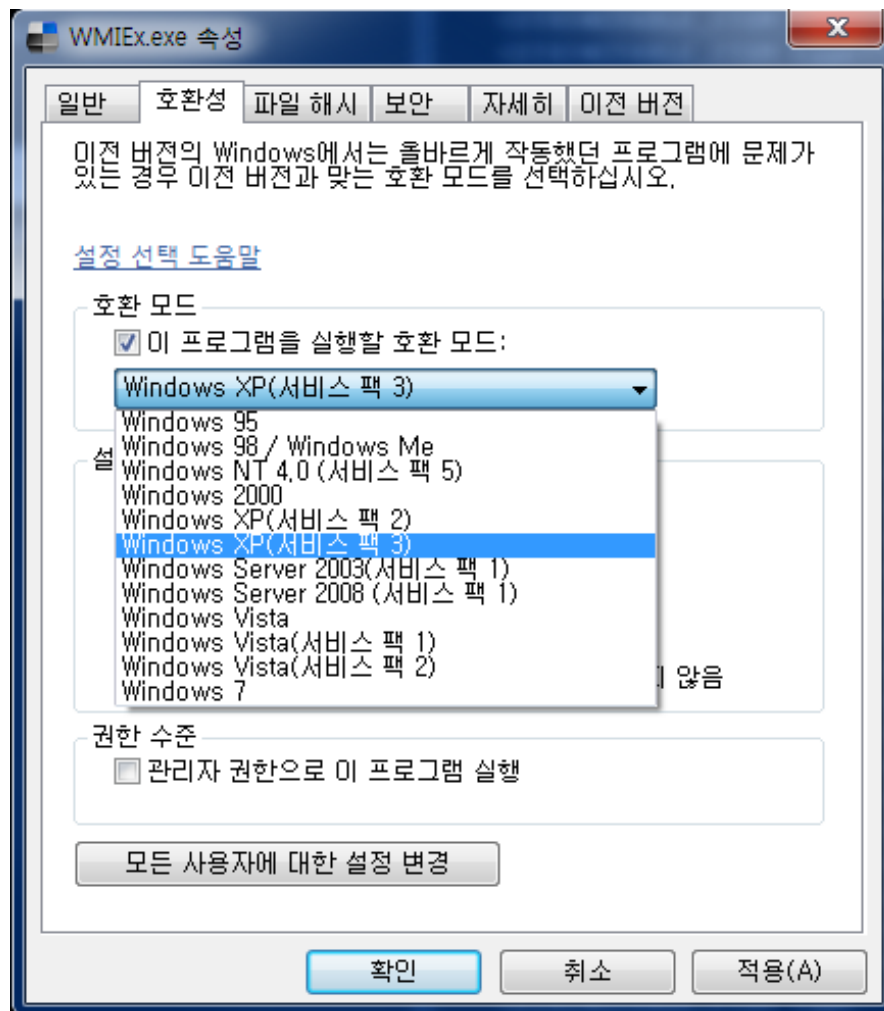 WMIEx.exe 속성
일반 호환성 파일 해시 보안 자세히 이전 버전
이전 버전의 Windows에서는 올바르게 작동했던 프로그램에 문제가
있는 경우 이전 버전과 맞는 호환 모드를 선택하십시오.
설정 선택 도움말
호환 모드
이 프로그램을 실행할 호환 모드:
Windows XP(서비스 팩 3)
Windows 95
Windows 98 / Windows Me
설
Windows NT 4.0 (서비스 팩 5)
Windows 2000
Windows XP(서비스 팩 2)
Windows XP(서비스 팩 3)
Windows Server 2003(서비스 팩 1)
Windows Server 2008 (서비스 팩 1)
Windows Vista
Windows Vista(서비스 팩 1)
Windows Vista(서비스 팩 2)
않음
Windows 7
권한 수준
관리자 권한으로 이 프로그램 실행
모든 사용자에 대한 설정 변경
확인 취소 적용(A)